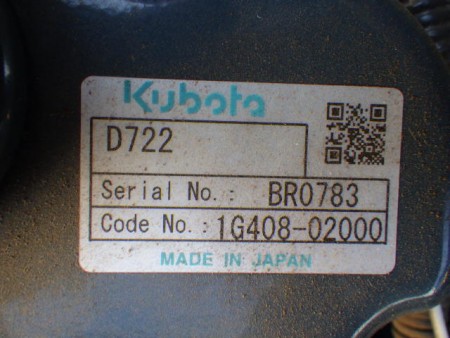 Kubota
D722
Serial No. : BR0783
Code No. : 1G408-02000
MADE IN JAPAN